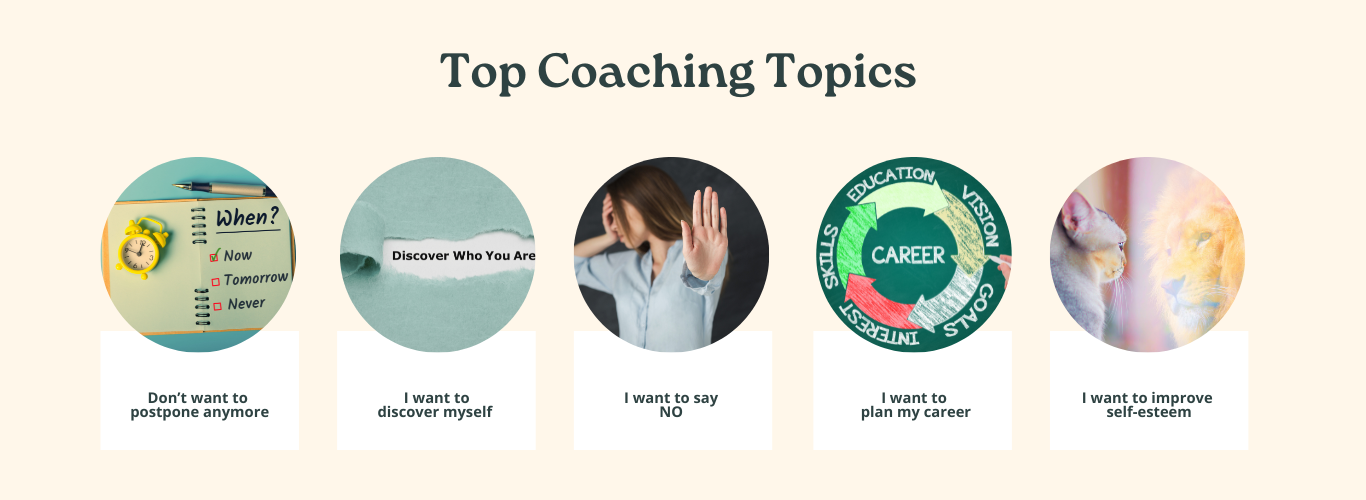 Top Coaching Topics
When?
Now
Tomorrow
Never
Discover Who You Are
EDUCATION
VISION
GOALS
INTEREST
SKILLS
CAREER
Don’t want to
postpone anymore
I want to
discover myself
I want to say
NO
I want to
plan my career
I want to improve
self-esteem